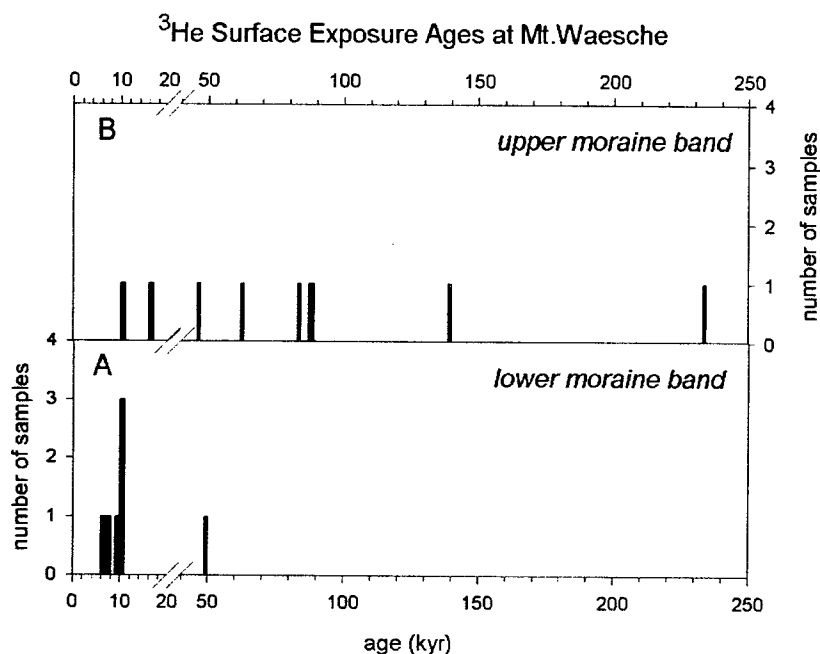 ³He Surface Exposure Ages at Mt.Waesche
0 10 20 50 100 150 200 250
B
upper moraine band
4
3
2
1
0
number of samples
A
lower moraine band
4
3
2
1
0
number of samples
0 10 20 50 100 150 200 250
age (kyr)